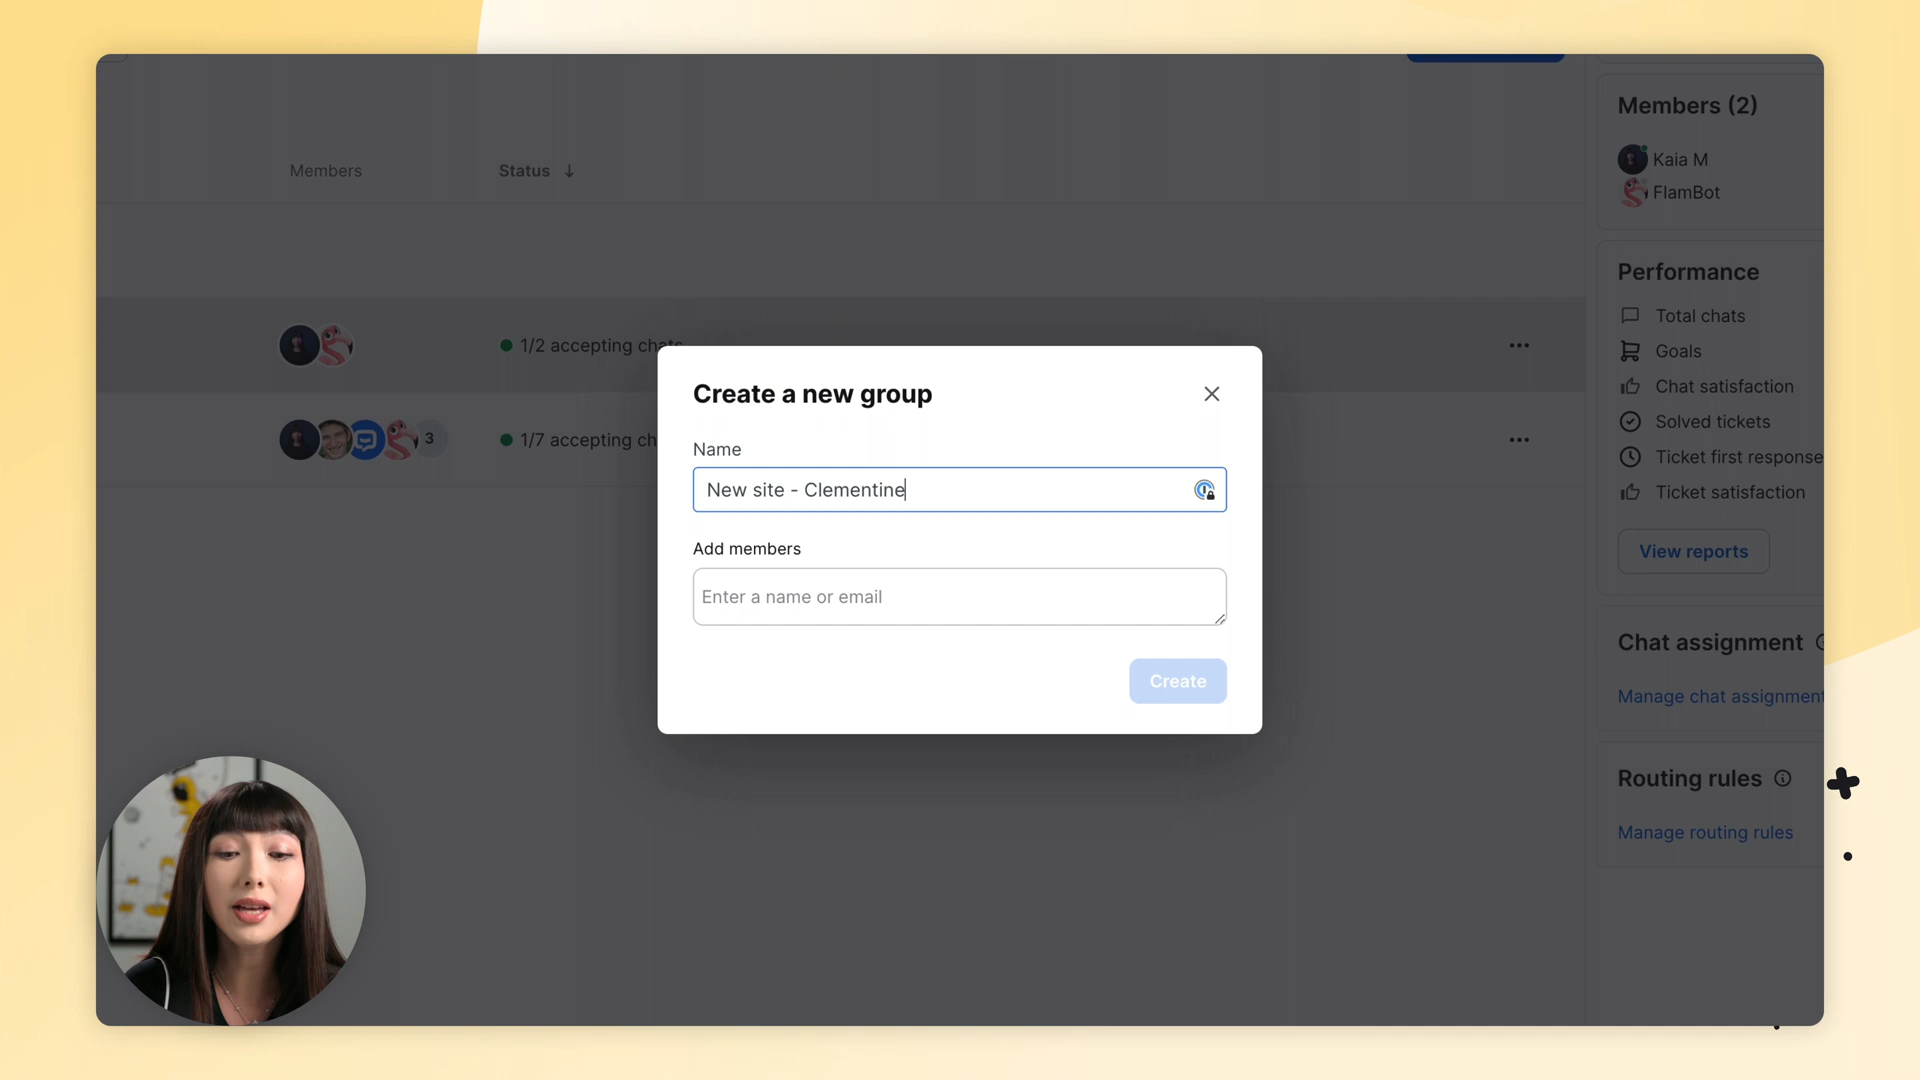 Members
Status
1/2 accepting chats
3
1/7 accepting ch
Create a new group
Name
New site - Clementine
Add members
Enter a name or email
Create
Members (2)
Kaia M
FlamBot
Performance
Total chats
Goals
Chat satisfaction
Solved tickets
Ticket first response
Ticket satisfaction
View reports
Chat assignment
Manage chat assignment
Routing rules
Manage routing rules